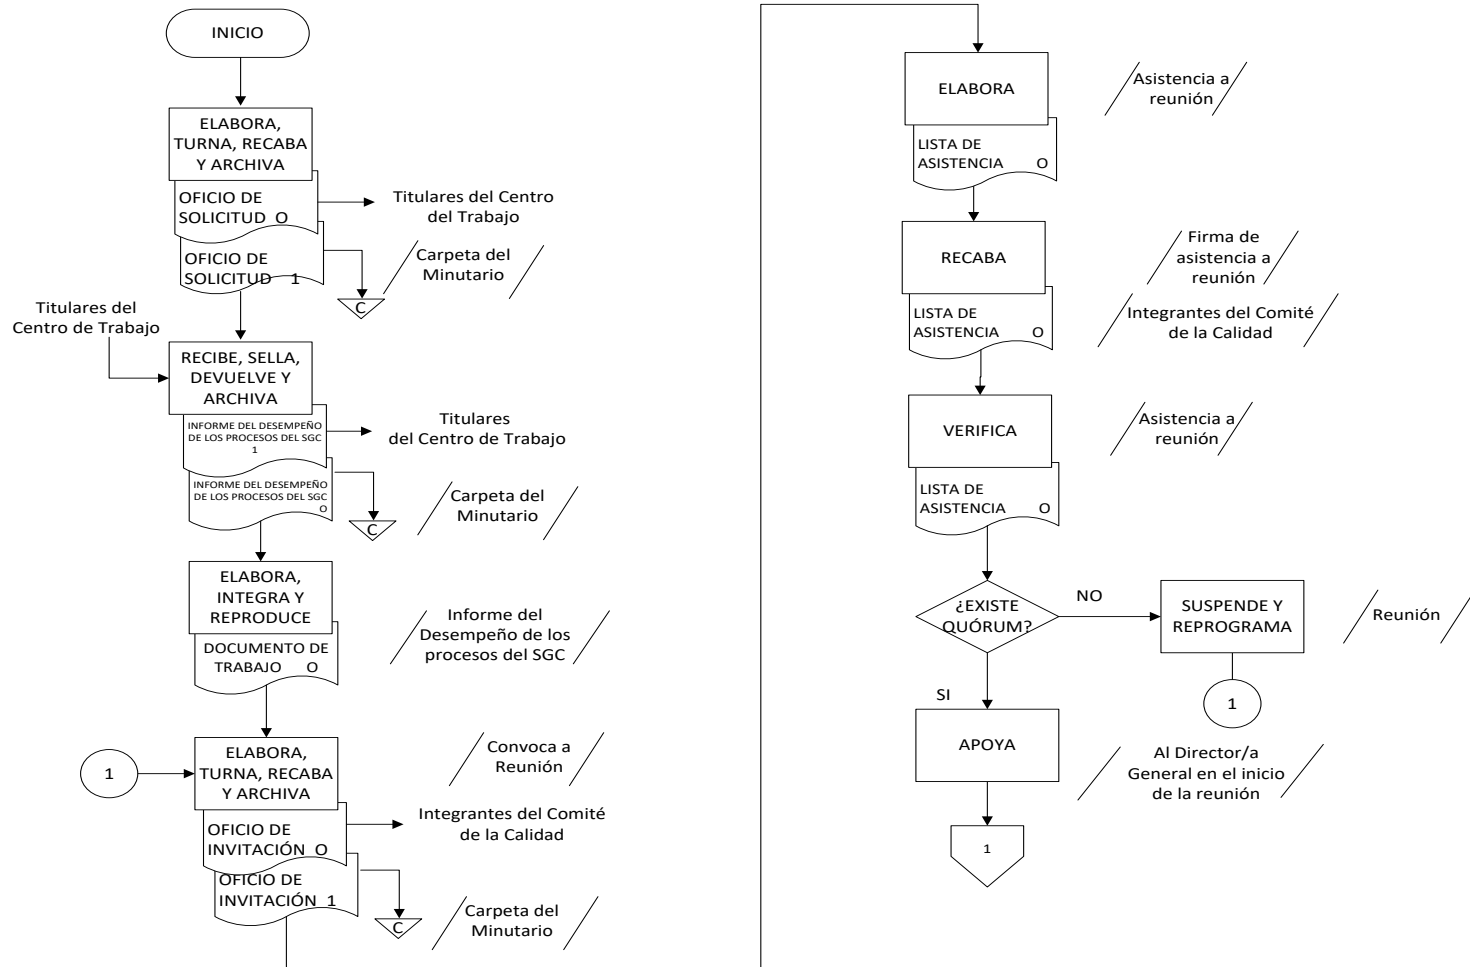 INICIO
ELABORA,
TURNA, RECABA
Y ARCHIVA
OFICIO DE
SOLICITUD O
Titulares del Centro
del Trabajo
OFICIO DE
SOLICITUD 1
Carpeta del
Minutario
C
Titulares del
Centro de Trabajo
RECIBE, SELLA,
DEVUELVE Y
ARCHIVA
INFORME DEL DESEMPEÑO
DE LOS PROCESOS DEL SGC
1
Titulares
del Centro de Trabajo
INFORME DEL DESEMPEÑO
DE LOS PROCESOS DEL SGC
O
Carpeta del
Minutario
C
ELABORA,
INTEGRA Y
REPRODUCE
DOCUMENTO DE
TRABAJO O
Informe del
Desempeño de los
procesos del SGC
1
ELABORA,
TURNA, RECABA
Y ARCHIVA
Convoca a
Reunión
OFICIO DE
INVITACIÓN O
Integrantes del Comité
de la Calidad
OFICIO DE
INVITACIÓN 1
C
Carpeta del
Minutario
ELABORA
Asistencia a
reunión
LISTA DE
ASISTENCIA O
RECABA
Firma de
asistencia a
reunión
LISTA DE
ASISTENCIA O
Integrantes del Comité
de la Calidad
VERIFICA
Asistencia a
reunión
LISTA DE
ASISTENCIA O
¿EXISTE
QUÓRUM?
NO
SUSPENDE Y
REPROGRAMA
Reunión
1
SI
APOYA
Al Director/a
General en el inicio
de la reunión
1